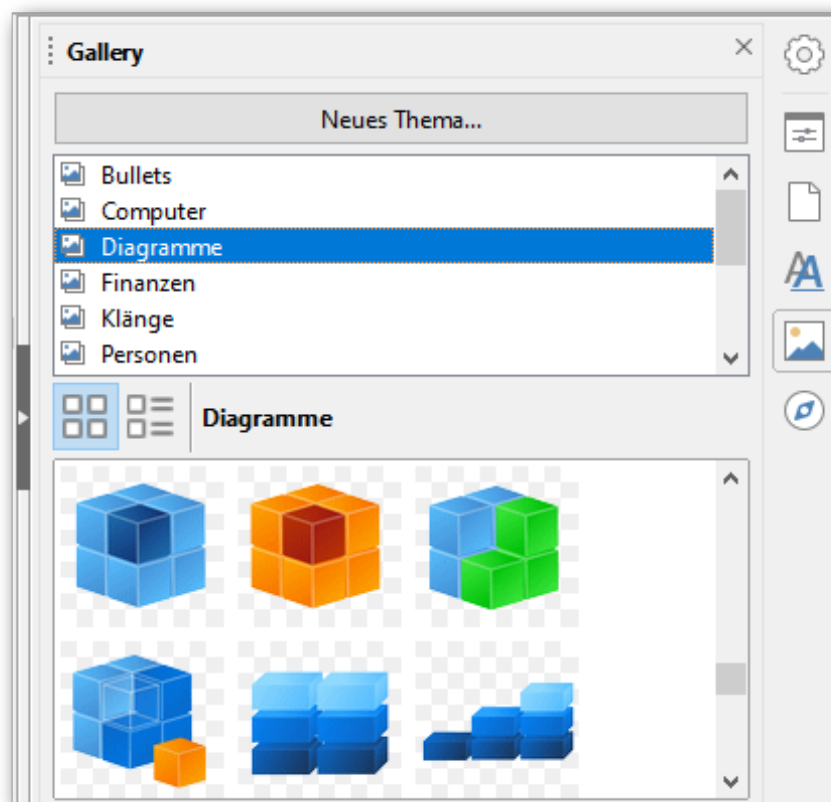 Gallery
Neues Thema...
Bullets
Computer
Diagramme
Finanzen
Klänge
Personen
Diagramme